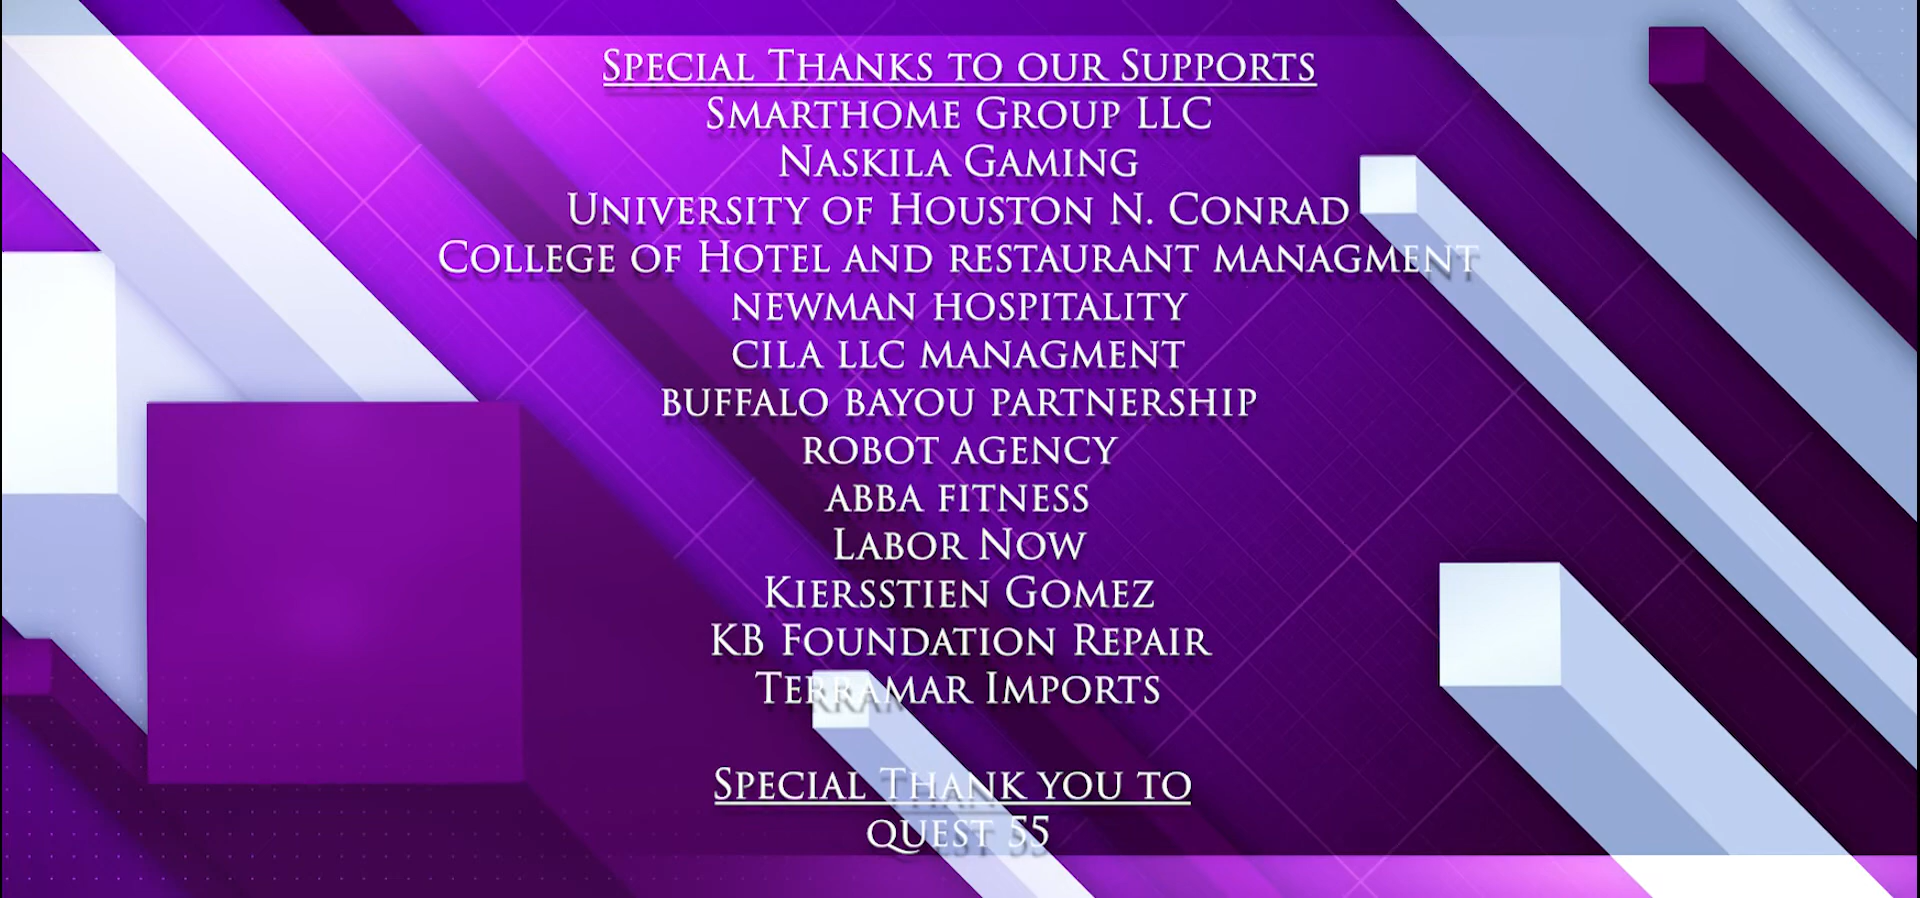 Special Thanks to our Supports
Smarthome Group LLC
Naskila Gaming
University of Houston N. Conrad
College of Hotel and restaurant managment
newman hospitality
cila llc managment
buffalo bayou partnership
robot agency
abba fitness
Labor Now
Kiersstien Gomez
KB Foundation Repair
Terramar Imports
Special Thank you to
quest 55